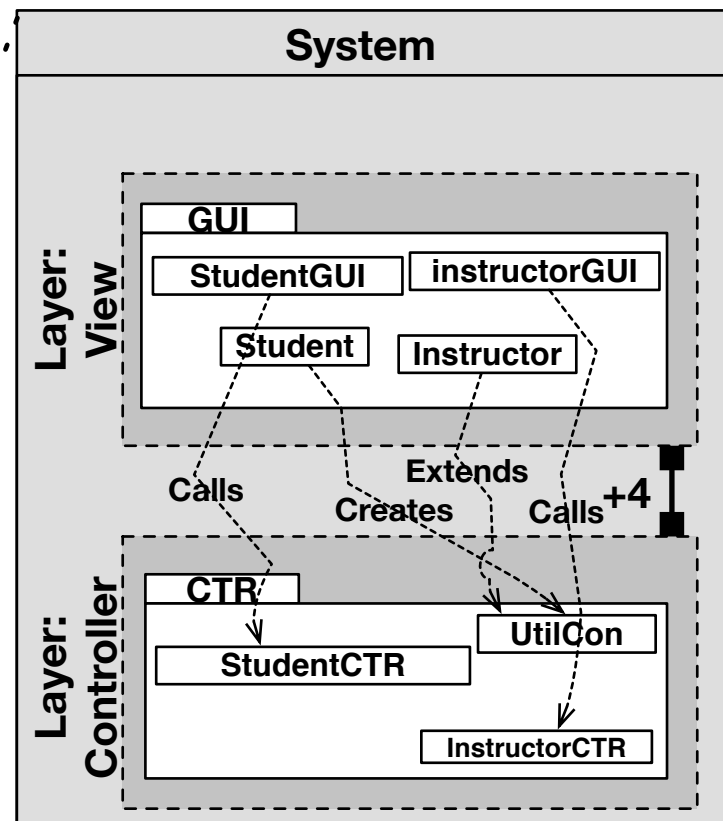 System
Layer:
View
GUI
StudentGUI
instructorGUI
Student
Instructor
Calls
Extends
Creates
Calls
+4
Layer:
Controller
CTR
UtilCon
StudentCTR
InstructorCTR